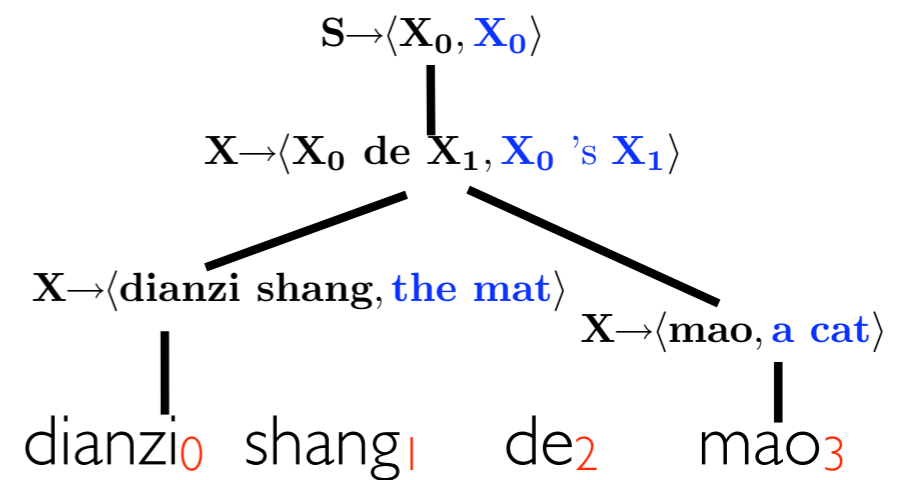 S→⟨X₀, X₀⟩
X→⟨X₀ de X₁, X₀ 's X₁⟩
X→⟨dianzi shang, the mat⟩
X→⟨mao, a cat⟩
dianzi₀ shang₁ de₂ mao₃